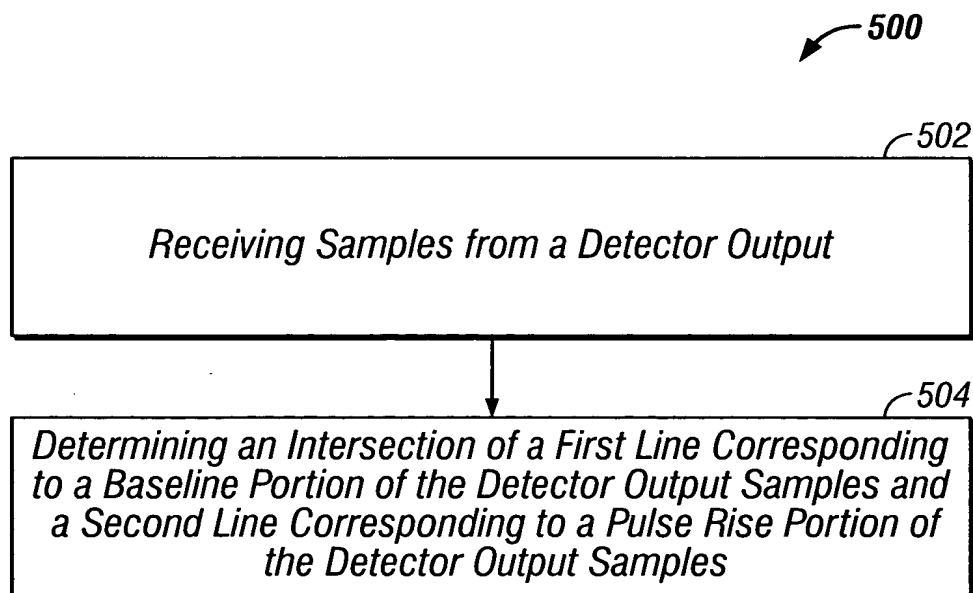 500
502
Receiving Samples from a Detector Output
504
Determining an Intersection of a First Line Corresponding
to a Baseline Portion of the Detector Output Samples and
a Second Line Corresponding to a Pulse Rise Portion of
the Detector Output Samples